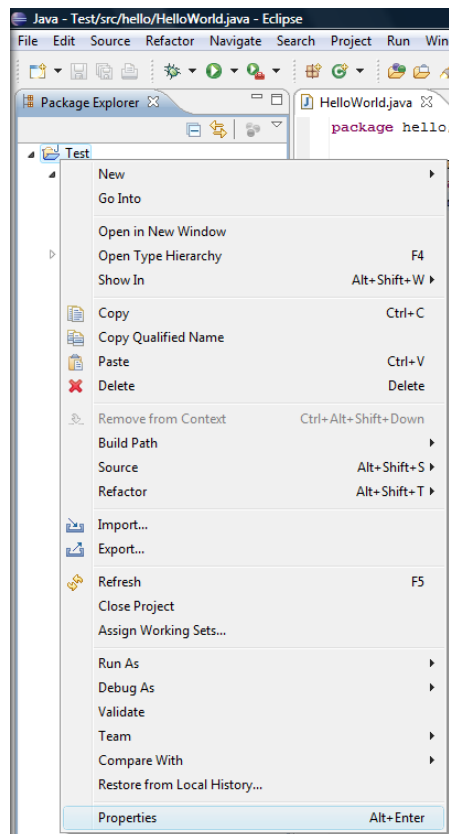 Java - Test/src/hello/HelloWorld.java - Eclipse
File Edit Source Refactor Navigate Search Project Run Win
Package Explorer HelloWorld.java
package hello
Test
New
Go Into
Open in New Window
Open Type Hierarchy F4
Show In Alt+Shift+W
Copy Ctrl+C
Copy Qualified Name
Paste Ctrl+V
Delete Delete
Remove from Context Ctrl+Alt+Shift+Down
Build Path
Source Alt+Shift+S
Refactor Alt+Shift+T
Import...
Export...
Refresh F5
Close Project
Assign Working Sets...
Run As
Debug As
Validate
Team
Compare With
Restore from Local History...
Properties Alt+Enter